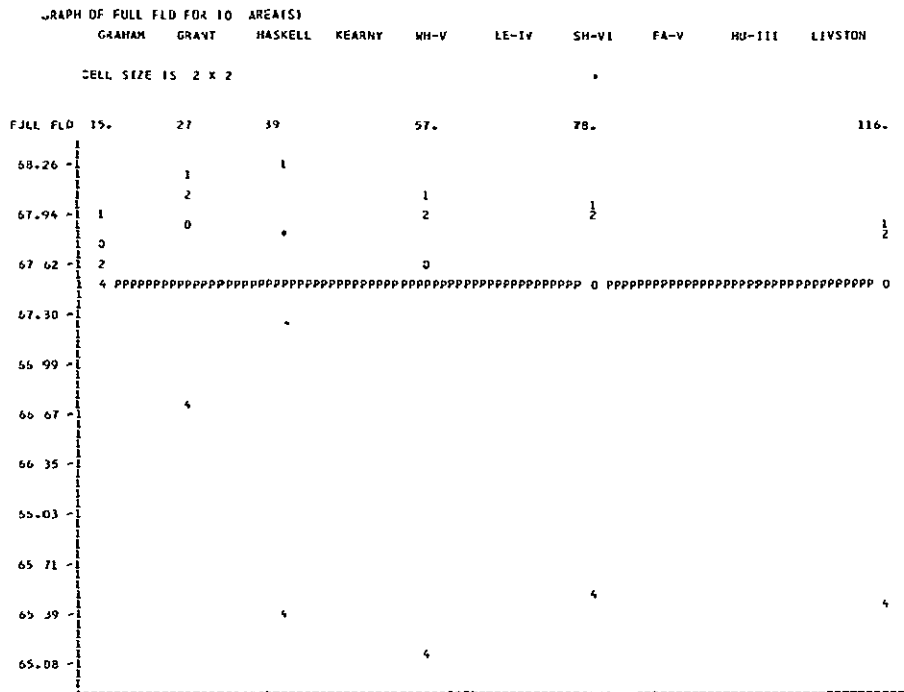 GRAPH OF FULL FLD FOR 10 AREA(S)
GRAHAM GRANT HASKELL KEARNY WH-V LE-IV SH-VI FA-V HU-III LIVSTON
CELL SIZE IS 2 X 2
FULL FLD 15. 27 39 57. 78. 116.
68.26 -
1 1
2 1 1
67.94 - 1 2 2
0 1
0 2
67 62 - 2 0
4 PPPPPPPPPPPPPPPPPPPPPPPPPPPPPPPPPPPPPPPPPPPPPPPPPPPPPP 0 PPPPPPPPPPPPPPPPPPPPPPPPPPPPPPPPP 0
67.30 -
66 99 -
4
66 67 -
66 35 -
66.03 -
65 71 -
4
4
65 39 - 4
4
65.08 -